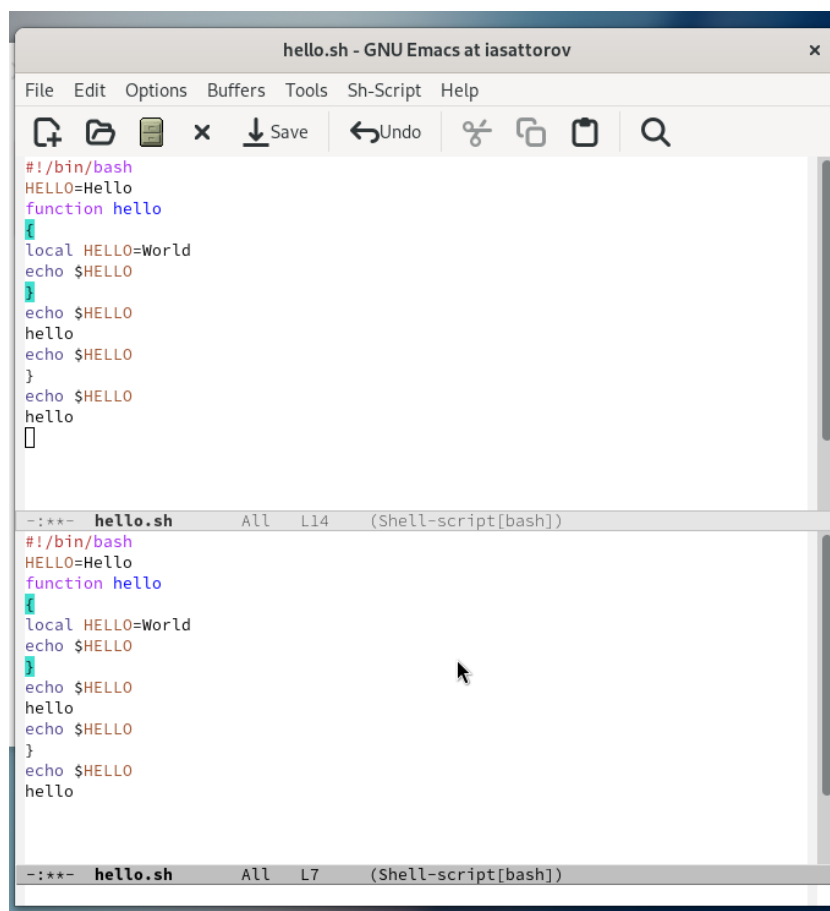 hello.sh - GNU Emacs at iasattorov ×
File Edit Options Buffers Tools Sh-Script Help
Save Undo
#!/bin/bash
HELLO=Hello
function hello
{
local HELLO=World
echo $HELLO
}
echo $HELLO
hello
echo $HELLO
}
echo $HELLO
hello
-:**- hello.sh All L14 (Shell-script[bash])
#!/bin/bash
HELLO=Hello
function hello
{
local HELLO=World
echo $HELLO
}
echo $HELLO
hello
echo $HELLO
}
echo $HELLO
hello
-:**- hello.sh All L7 (Shell-script[bash])